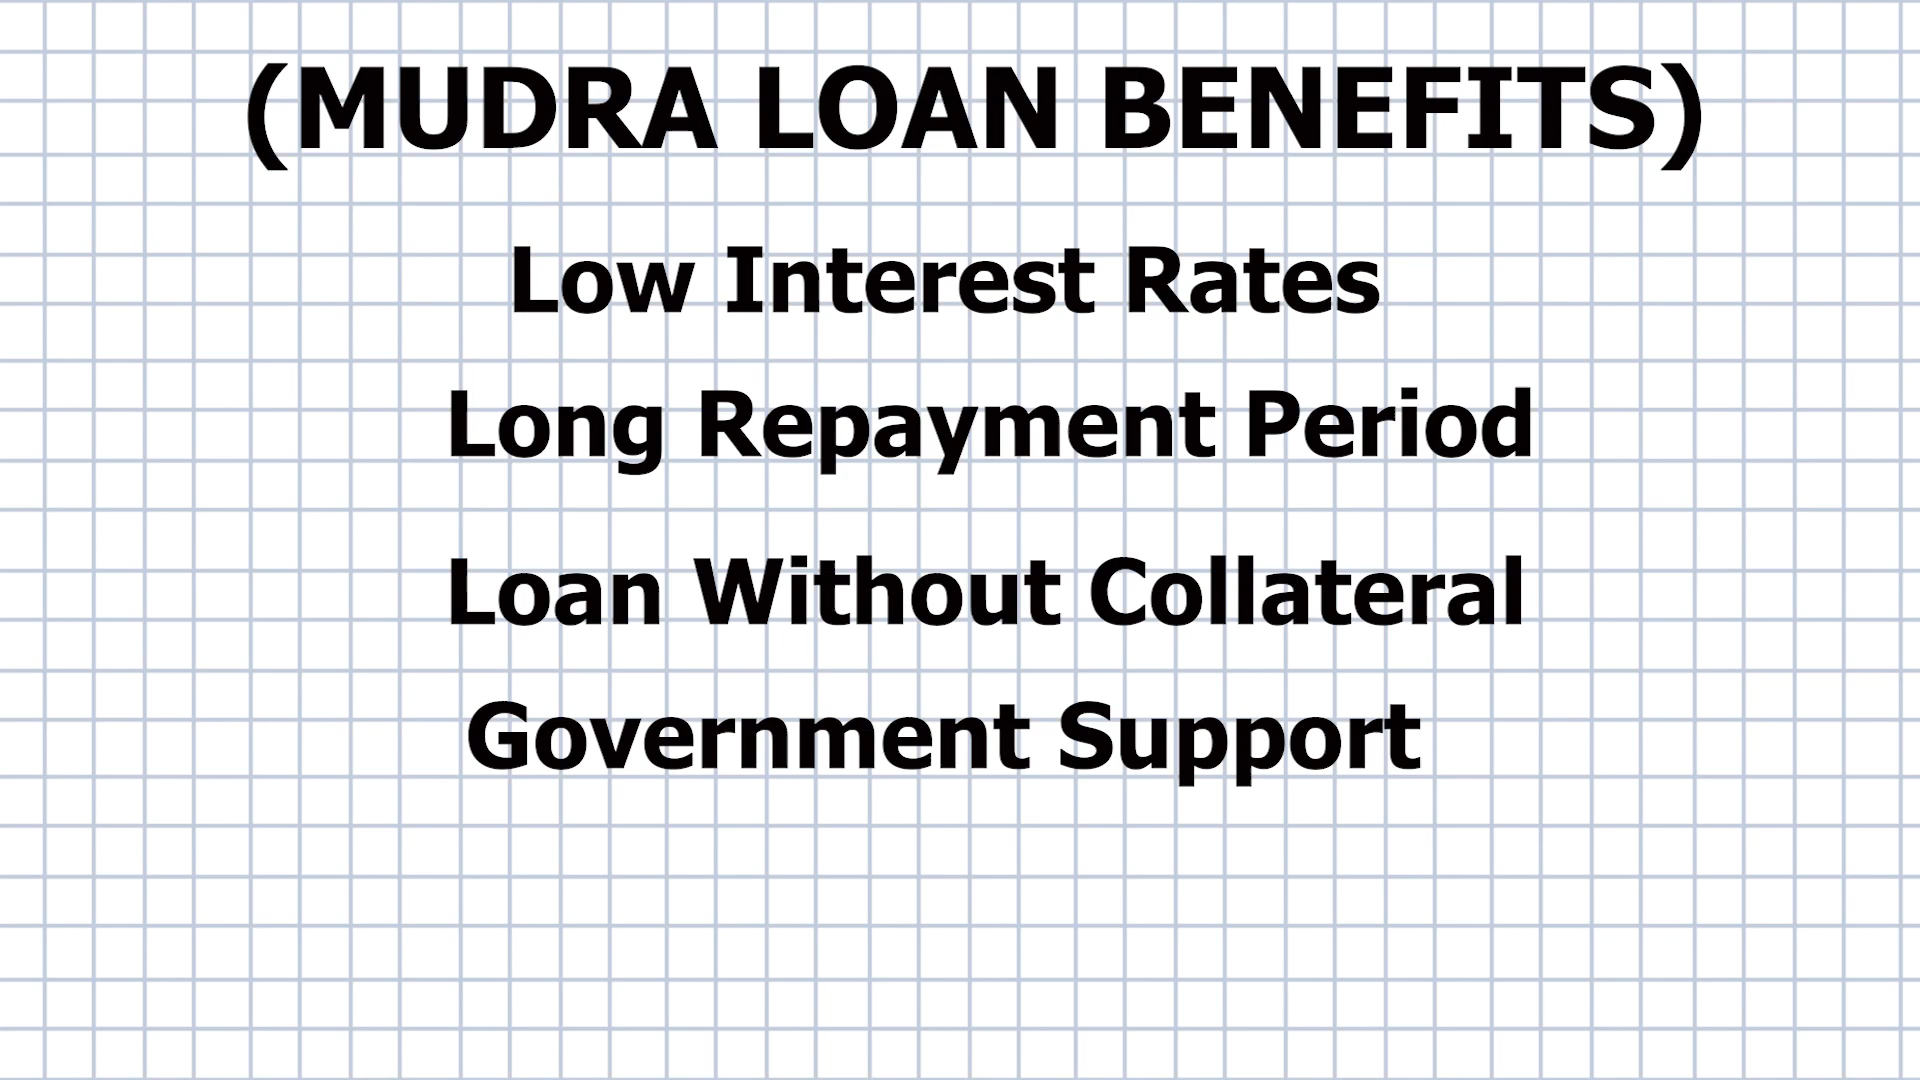 (MUDRA LOAN BENEFITS)
Low Interest Rates
Long Repayment Period
Loan Without Collateral
Government Support